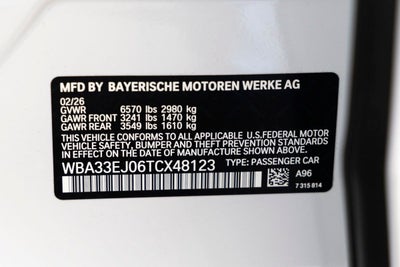 MFD BY BAYERISCHE MOTOREN WERKE AG
02/26
GVWR 6570 lbs 2980 kg
GAWR FRONT 3241 lbs 1470 kg
GAWR REAR 3549 lbs 1610 kg
THIS VEHICLE CONFORMS TO ALL APPLICABLE U.S.FEDERAL MOTOR
VEHICLE SAFETY, BUMPER AND THEFT PREVENTION STANDARDS
IN EFFECT ON THE DATE OF MANUFACTURE SHOWN ABOVE.
WBA33EJ06TCX48123 TYPE: PASSENGER CAR
A96
7 315 814